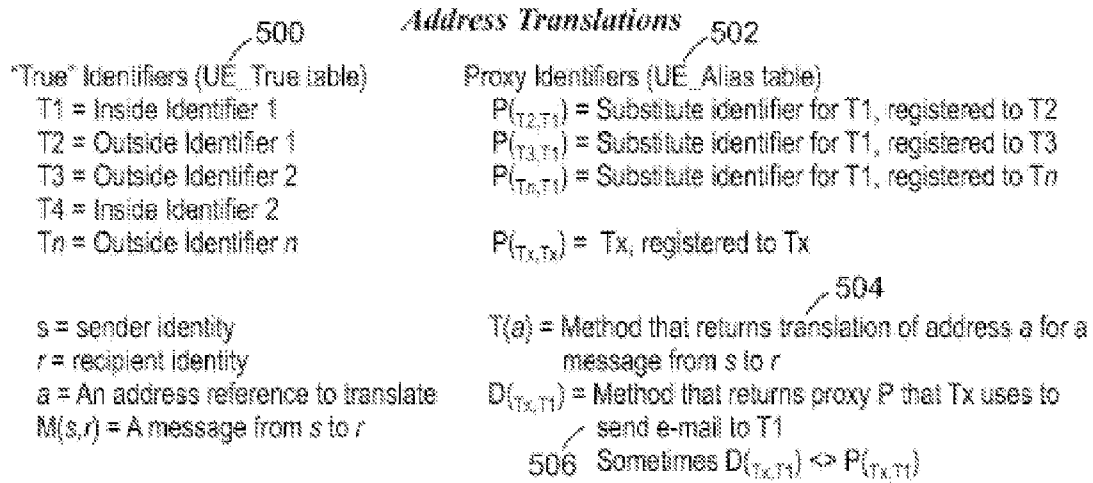 Address Translations
500
502
"True" Identifiers (UE_True table)
Proxy Identifiers (UE_Alias table)
T1 = Inside Identifier 1
P(T2,T1) = Substitute identifier for T1, registered to T2
T2 = Outside Identifier 1
P(T3,T1) = Substitute identifier for T1, registered to T3
T3 = Outside Identifier 2
P(Tn,T1) = Substitute identifier for T1, registered to Tn
T4 = Inside Identifier 2
Tn = Outside Identifier n
P(Tx,Tx) = Tx, registered to Tx
504
s = sender identity
T(a) = Method that returns translation of address a for a
r = recipient identity
message from s to r
a = An address reference to translate
D(Tx,T1) = Method that returns proxy P that Tx uses to
M(s,r) = A message from s to r
send e-mail to T1
506
Sometimes D(Tx,T1) <> P(Tx,T1)